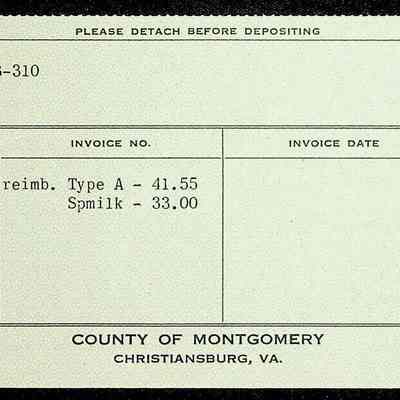 PLEASE DETACH BEFORE DEPOSITING
-310
INVOICE NO. INVOICE DATE
reimb. Type A - 41.55
Spmilk - 33.00
COUNTY OF MONTGOMERY
CHRISTIANSBURG, VA.